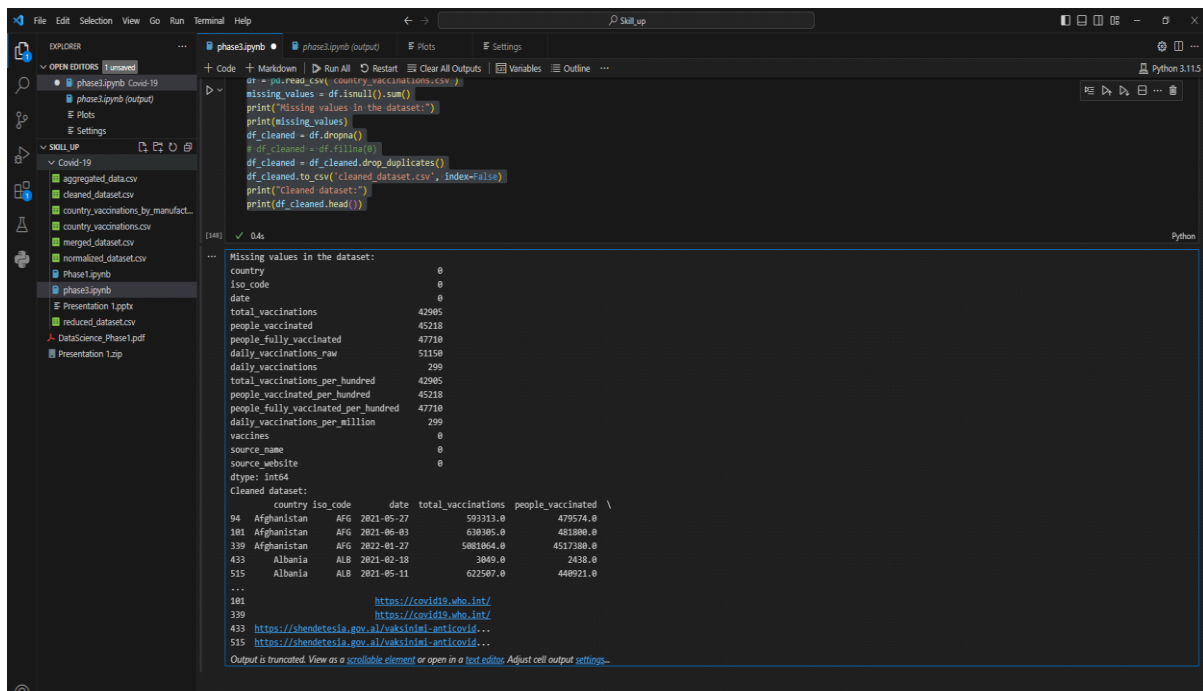 File Edit Selection View Go Run Terminal Help
Skill_up
EXPLORER
phase3.ipynb
phase3.ipynb (output)
Plots
Settings
OPEN EDITORS 1 unsaved
phase3.ipynb Covid-19
phase3.ipynb (output)
Plots
Settings
SKILL_UP
Covid-19
aggregated_data.csv
cleaned_dataset.csv
country_vaccinations_by_manufact...
country_vaccinations.csv
merged_dataset.csv
normalized_dataset.csv
Phase1.ipynb
phase3.ipynb
Presentation 1.pptx
reduced_dataset.csv
DataScience_Phase1.pdf
Presentation 1.zip
+ Code + Markdown Run All Restart Clear All Outputs Variables Outline ...
Python 3.11.5
df = pd.read_csv('country_vaccinations.csv')
missing_values = df.isnull().sum()
print("Missing values in the dataset:")
print(missing_values)
df_cleaned = df.dropna()
# df_cleaned = df.fillna(0)
df_cleaned = df_cleaned.drop_duplicates()
df_cleaned.to_csv('cleaned_dataset.csv', index=False)
print("Cleaned dataset:")
print(df_cleaned.head())
[148] ✓ 0.4s
Python
... Missing values in the dataset:
country 0
iso_code 0
date 0
total_vaccinations 42905
people_vaccinated 45218
people_fully_vaccinated 47710
daily_vaccinations_raw 51150
daily_vaccinations 299
total_vaccinations_per_hundred 42905
people_vaccinated_per_hundred 45218
people_fully_vaccinated_per_hundred 47710
daily_vaccinations_per_million 299
vaccines 0
source_name 0
source_website 0
dtype: int64
Cleaned dataset:
country iso_code date total_vaccinations people_vaccinated \
94 Afghanistan AFG 2021-05-27 593313.0 479574.0
101 Afghanistan AFG 2021-06-03 630305.0 481800.0
339 Afghanistan AFG 2022-01-27 5081064.0 4517380.0
433 Albania ALB 2021-02-18 3049.0 2438.0
515 Albania ALB 2021-05-11 622507.0 440921.0
...
101 https://covid19.who.int/
339 https://covid19.who.int/
433 https://shendetesia.gov.al/vaksinimi-anticovid...
515 https://shendetesia.gov.al/vaksinimi-anticovid...
Output is truncated. View as a scrollable element or open in a text editor. Adjust cell output settings...